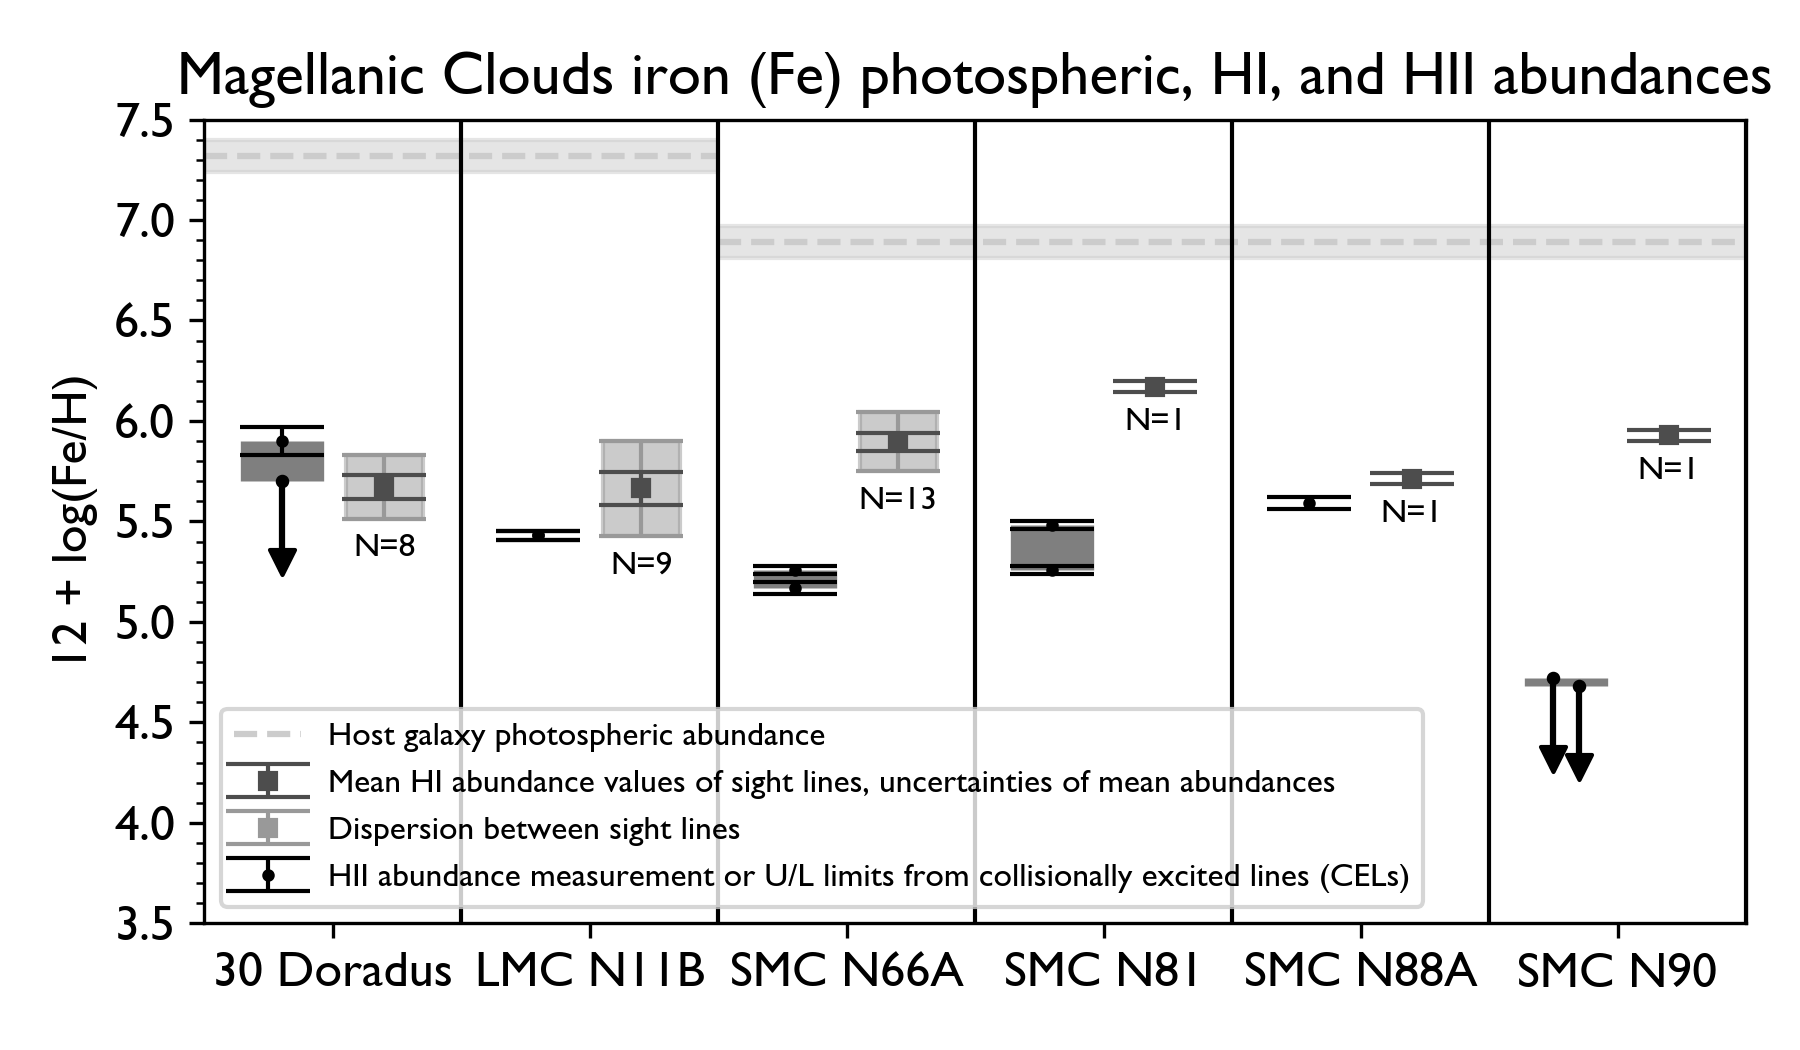 Magellanic Clouds iron (Fe) photospheric, HI, and HII abundances
12 + log(Fe/H)
7.5
7.0
6.5
6.0
5.5
5.0
4.5
4.0
3.5
N=8
N=9
N=13
N=1
N=1
N=1
Host galaxy photospheric abundance
Mean HI abundance values of sight lines, uncertainties of mean abundances
Dispersion between sight lines
HII abundance measurement or U/L limits from collisionally excited lines (CELs)
30 Doradus LMC N11B SMC N66A SMC N81 SMC N88A SMC N90